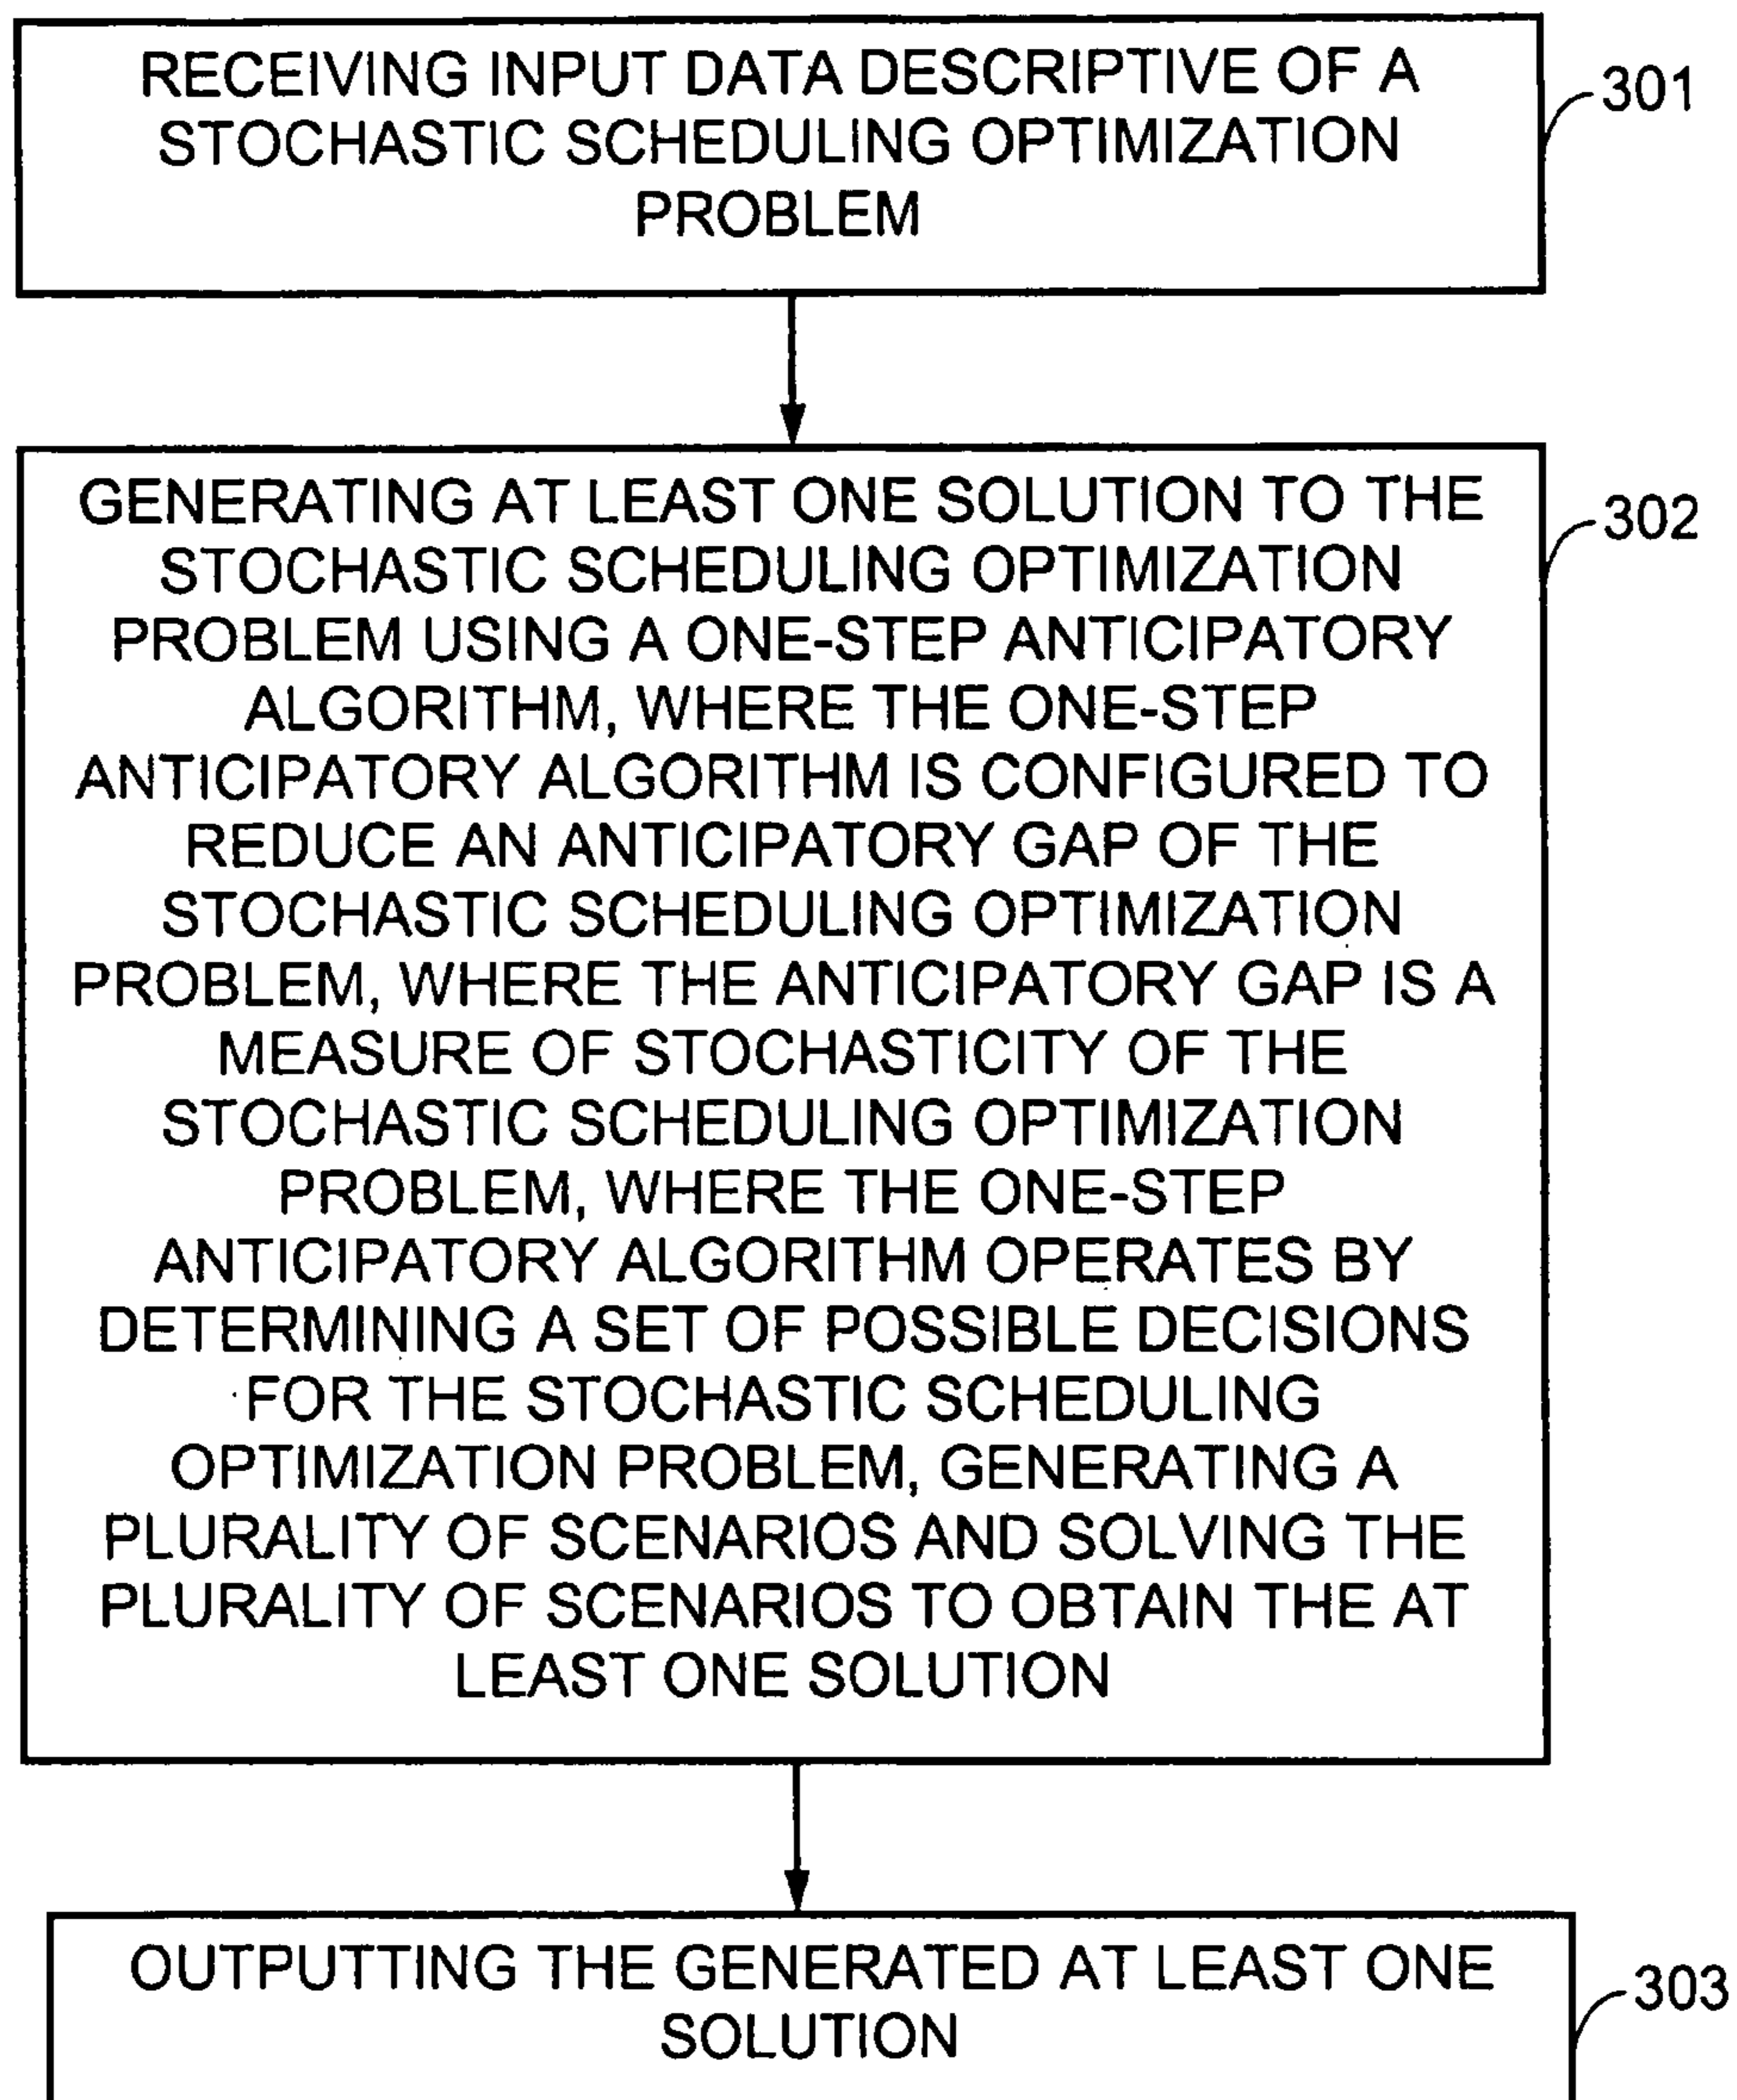 RECEIVING INPUT DATA DESCRIPTIVE OF A
STOCHASTIC SCHEDULING OPTIMIZATION
PROBLEM
301
GENERATING AT LEAST ONE SOLUTION TO THE
STOCHASTIC SCHEDULING OPTIMIZATION
PROBLEM USING A ONE-STEP ANTICIPATORY
ALGORITHM, WHERE THE ONE-STEP
ANTICIPATORY ALGORITHM IS CONFIGURED TO
REDUCE AN ANTICIPATORY GAP OF THE
STOCHASTIC SCHEDULING OPTIMIZATION
PROBLEM, WHERE THE ANTICIPATORY GAP IS A
MEASURE OF STOCHASTICITY OF THE
STOCHASTIC SCHEDULING OPTIMIZATION
PROBLEM, WHERE THE ONE-STEP
ANTICIPATORY ALGORITHM OPERATES BY
DETERMINING A SET OF POSSIBLE DECISIONS
FOR THE STOCHASTIC SCHEDULING
OPTIMIZATION PROBLEM, GENERATING A
PLURALITY OF SCENARIOS AND SOLVING THE
PLURALITY OF SCENARIOS TO OBTAIN THE AT
LEAST ONE SOLUTION
302
OUTPUTTING THE GENERATED AT LEAST ONE
SOLUTION
303